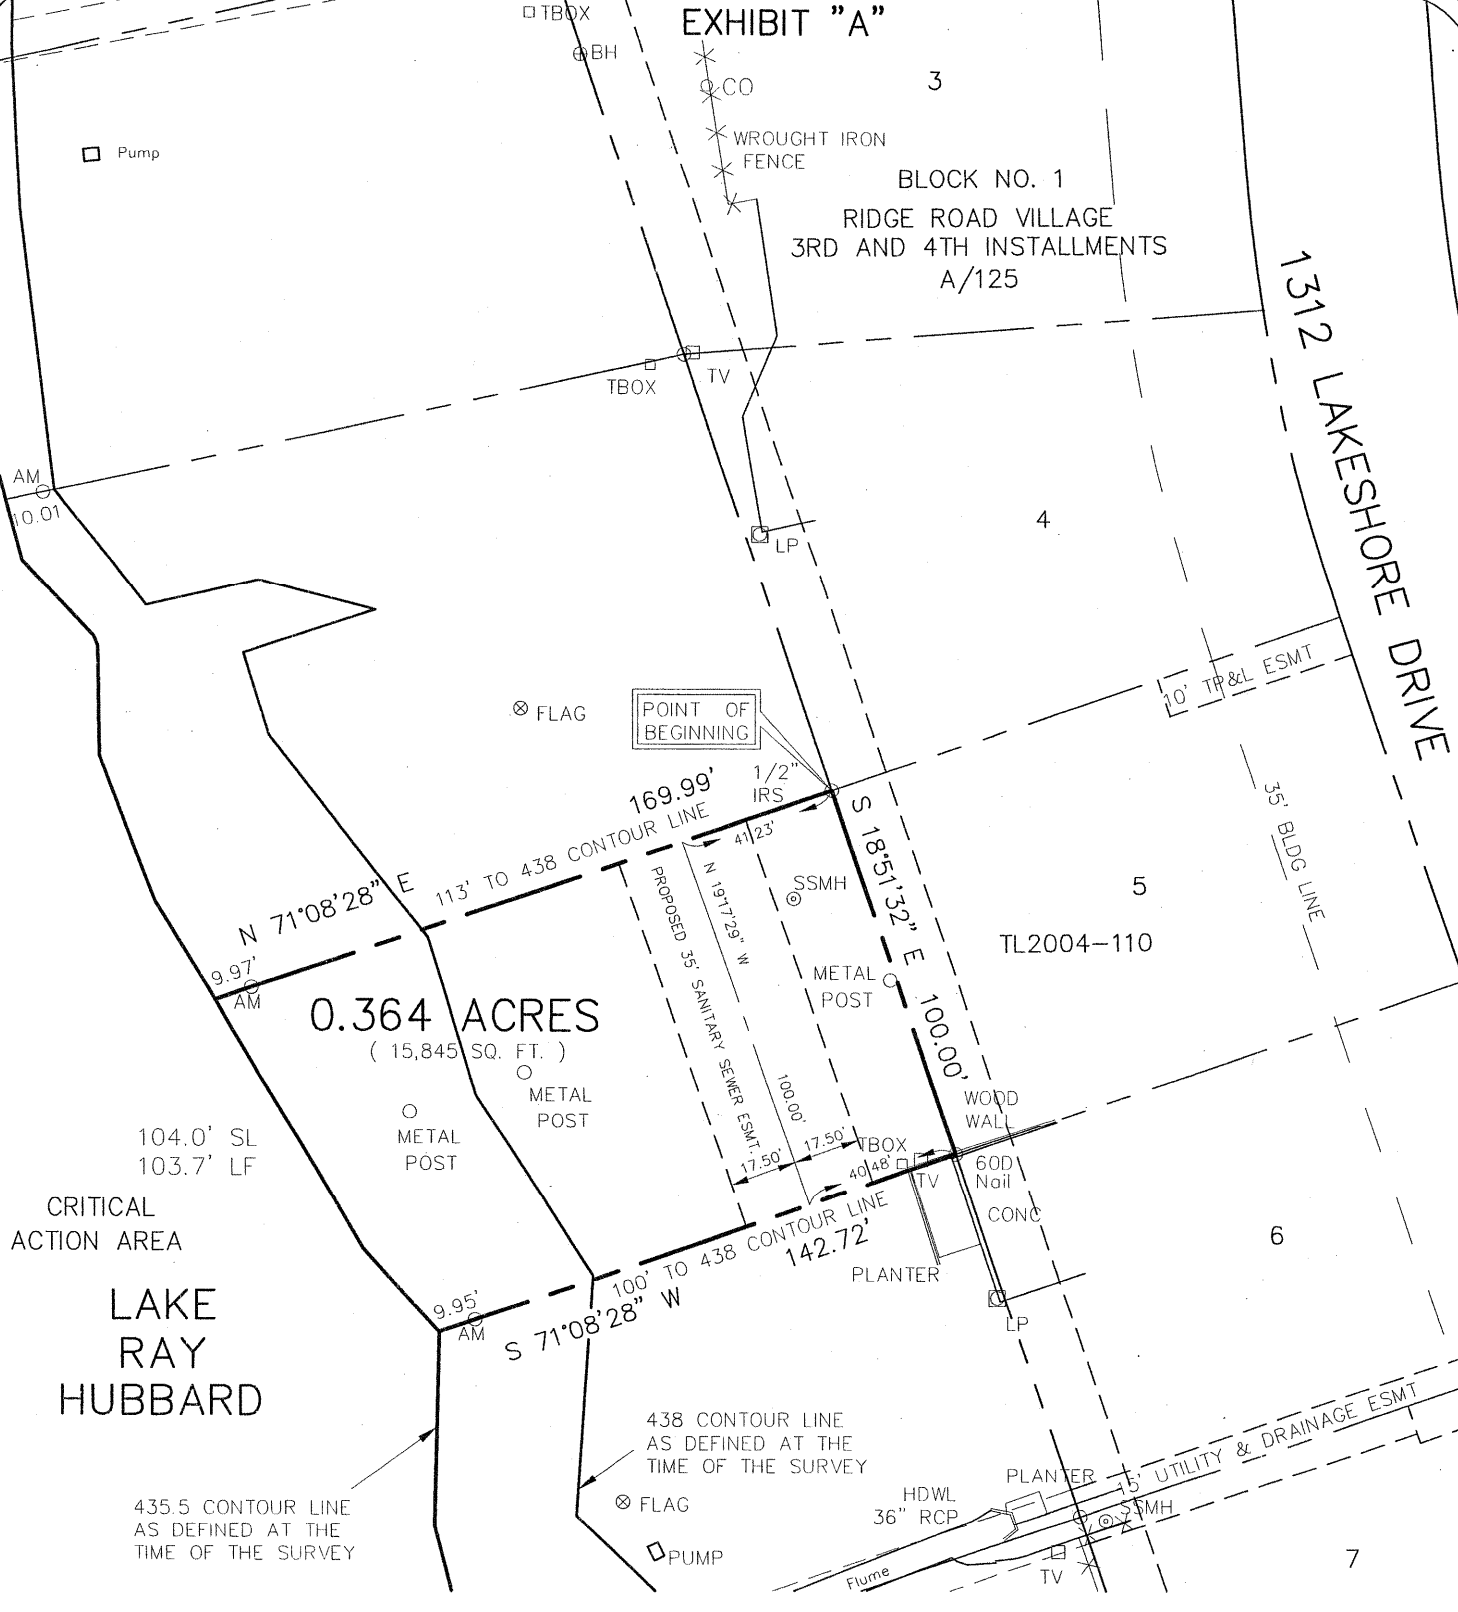 EXHIBIT "A"
TBOX
BH
CO
3
WROUGHT IRON
FENCE
Pump
BLOCK NO. 1
RIDGE ROAD VILLAGE
3RD AND 4TH INSTALLMENTS
A/125
1312 LAKESHORE DRIVE
TBOX
TV
AM
10.01
LP
4
10' TP&L ESMT
FLAG
POINT OF
BEGINNING
1/2"
IRS
169.99'
113' TO 438 CONTOUR LINE
N 71°08'28" E
41.23'
S 18°51'32" E 100.00'
35' BLDG LINE
SSMH
5
TL2004-110
N 19°17'29" W
100.00'
PROPOSED 35' SANITARY SEWER ESMT.
METAL
POST
9.97'
AM
0.364 ACRES
( 15,845 SQ. FT. )
METAL
POST
METAL
POST
WOOD
WALL
104.0' SL
103.7' LF
17.50'
17.50'
TBOX
TV
40.48'
60D
Nail
CONC
CRITICAL
ACTION AREA
100' TO 438 CONTOUR LINE
142.72'
S 71°08'28" W
PLANTER
6
9.95'
AM
LP
LAKE
RAY
HUBBARD
438 CONTOUR LINE
AS DEFINED AT THE
TIME OF THE SURVEY
15' UTILITY & DRAINAGE ESMT
PLANTER
HDWL
36" RCP
SSMH
435.5 CONTOUR LINE
AS DEFINED AT THE
TIME OF THE SURVEY
FLAG
PUMP
Flume
TV
7